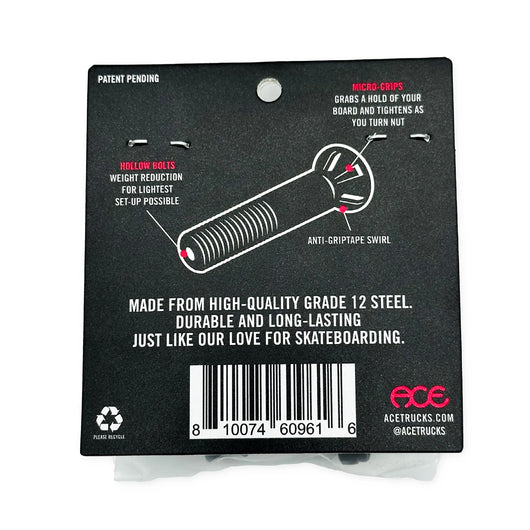 PATENT PENDING
MICRO-GRIPS
GRABS A HOLD OF YOUR
BOARD AND TIGHTENS AS
YOU TURN NUT
HOLLOW BOLTS
WEIGHT REDUCTION
FOR LIGHTEST
SET-UP POSSIBLE
ANTI-GRIPTAPE SWIRL
MADE FROM HIGH-QUALITY GRADE 12 STEEL.
DURABLE AND LONG-LASTING
JUST LIKE OUR LOVE FOR SKATEBOARDING.
8 10074 60961 6
PLEASE RECYCLE
ACE
ACETRUCKS.COM
@ACETRUCKS